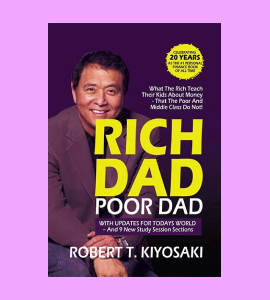 CELEBRATING
20 YEARS
AS THE #1 PERSONAL
FINANCE BOOK
OF ALL TIME
What The Rich Teach
Their Kids About Money
- That The Poor And
Middle Class Do Not!
RICH
DAD
POOR DAD
WITH UPDATES FOR TODAYS WORLD
- And 9 New Study Session Sections
ROBERT T. KIYOSAKI